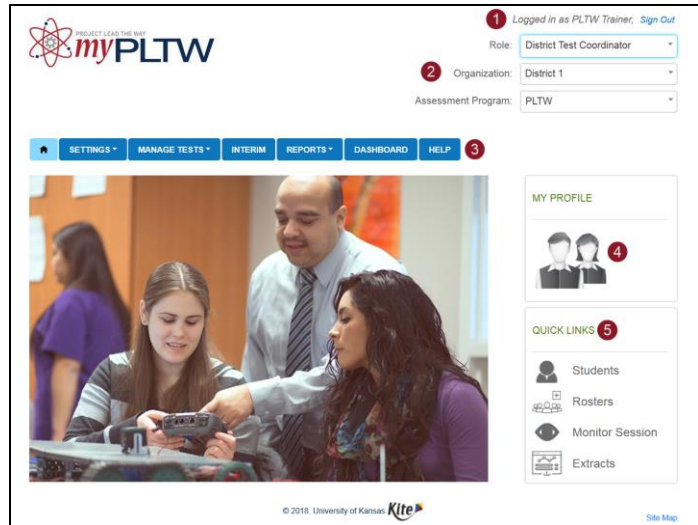 1 Logged in as PLTW Trainer, Sign Out
PROJECT LEAD THE WAY
myPLTW
Role: District Test Coordinator
2 Organization: District 1
Assessment Program: PLTW
SETTINGS MANAGE TESTS INTERIM REPORTS DASHBOARD HELP 3
MY PROFILE
4
QUICK LINKS 5
Students
Rosters
Monitor Session
Extracts
© 2018. University of Kansas Kite
Site Map